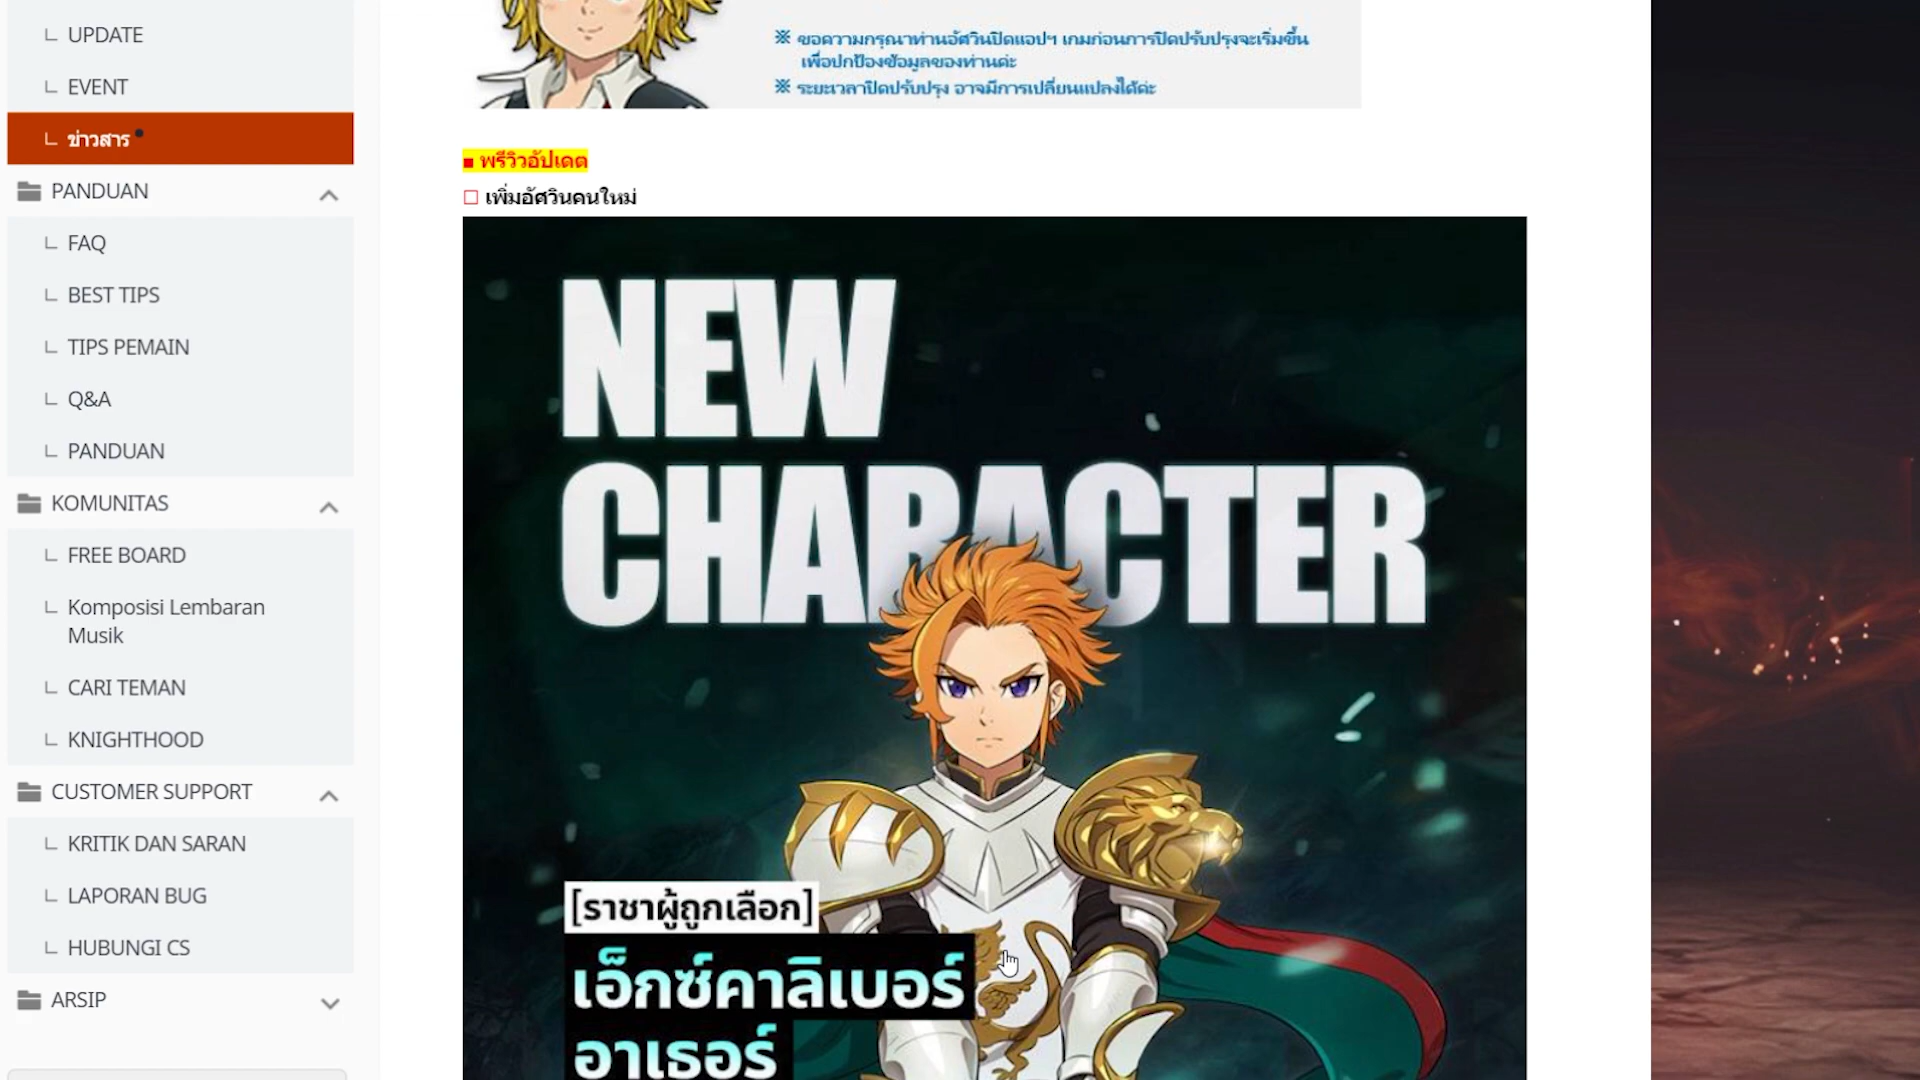 UPDATE
EVENT
ข่าวสาร
PANDUAN
FAQ
BEST TIPS
TIPS PEMAIN
Q&A
PANDUAN
KOMUNITAS
FREE BOARD
Komposisi Lembaran
Musik
CARI TEMAN
KNIGHTHOOD
CUSTOMER SUPPORT
KRITIK DAN SARAN
LAPORAN BUG
HUBUNGI CS
ARSIP
※ ขอความกรุณาท่านอัศวินปิดแอปฯ เกมก่อนการปิดปรับปรุงจะเริ่มขึ้น
เพื่อปกป้องข้อมูลของท่านค่ะ
※ ระยะเวลาปิดปรับปรุง อาจมีการเปลี่ยนแปลงได้ค่ะ
■ พรีวิวอัปเดต
□ เพิ่มอัศวินคนใหม่
NEW
CHARACTER
[ราชาผู้ถูกเลือก]
เอ็กซ์คาลิเบอร์
อาเธอร์